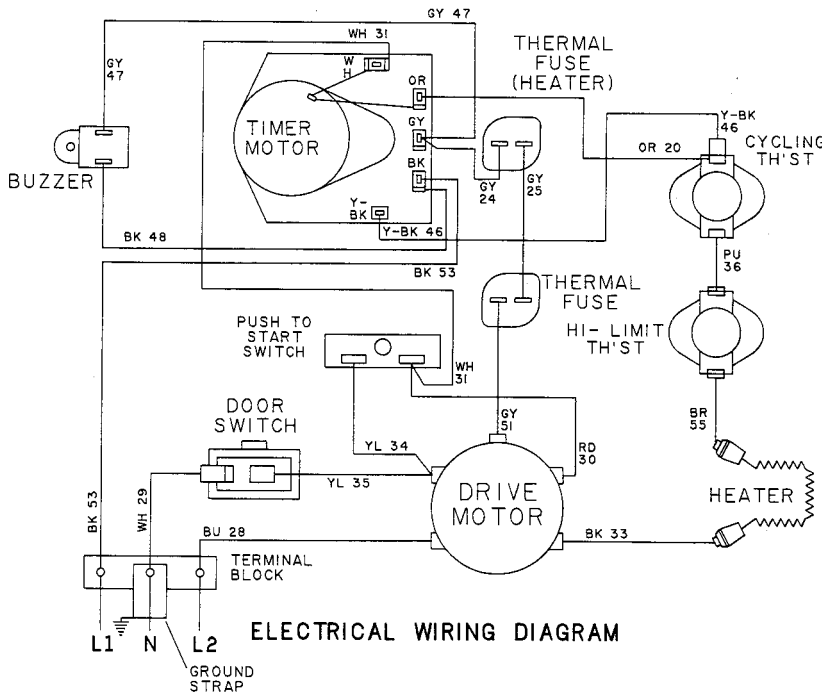 GY 47
WH 31
THERMAL
FUSE
(HEATER)
GY
47
W
H
OR
Y-BK
46
TIMER
MOTOR
GY
OR 20
CYCLING
TH'ST
BUZZER
BK
GY
24
GY
25
Y-
BK
BK 48
Y-BK 46
BK 53
PU
36
THERMAL
FUSE
PUSH TO
START
SWITCH
HI-LIMIT
TH'ST
WH
31
DOOR
SWITCH
GY
51
BR
55
YL 34
RD
30
YL 35
DRIVE
MOTOR
HEATER
BK 53
WH 29
BU 28
BK 33
TERMINAL
BLOCK
L1 N L2
ELECTRICAL WIRING DIAGRAM
GROUND
STRAP